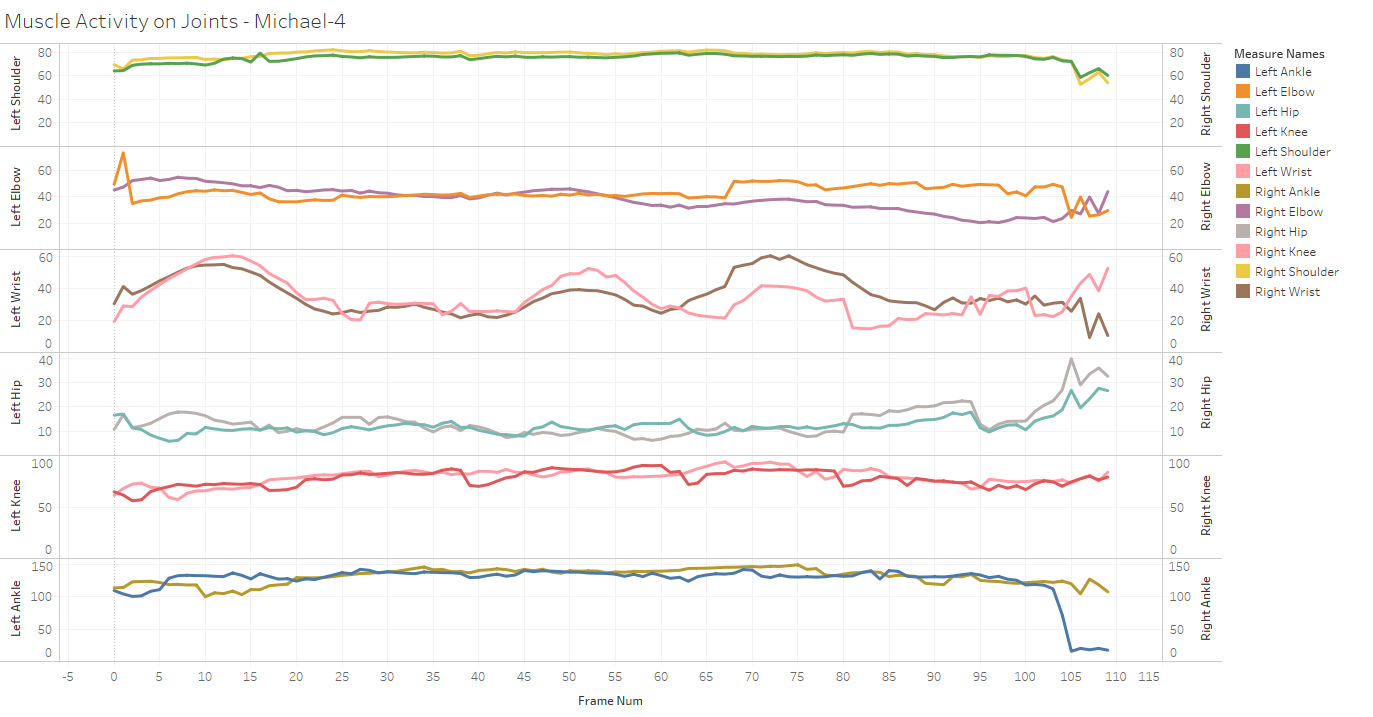 Muscle Activity on Joints - Michael-4
Left Shoulder
80
60
40
20
80
60
40
20
Right Shoulder
Left Elbow
60
40
20
60
40
20
Right Elbow
Left Wrist
60
40
20
0
60
40
20
0
Right Wrist
Left Hip
40
30
20
10
40
30
20
10
Right Hip
Left Knee
100
50
0
100
50
0
Right Knee
Left Ankle
150
100
50
0
150
100
50
0
Right Ankle
-5 0 5 10 15 20 25 30 35 40 45 50 55 60 65 70 75 80 85 90 95 100 105 110 115
Frame Num
Measure Names
Left Ankle
Left Elbow
Left Hip
Left Knee
Left Shoulder
Left Wrist
Right Ankle
Right Elbow
Right Hip
Right Knee
Right Shoulder
Right Wrist